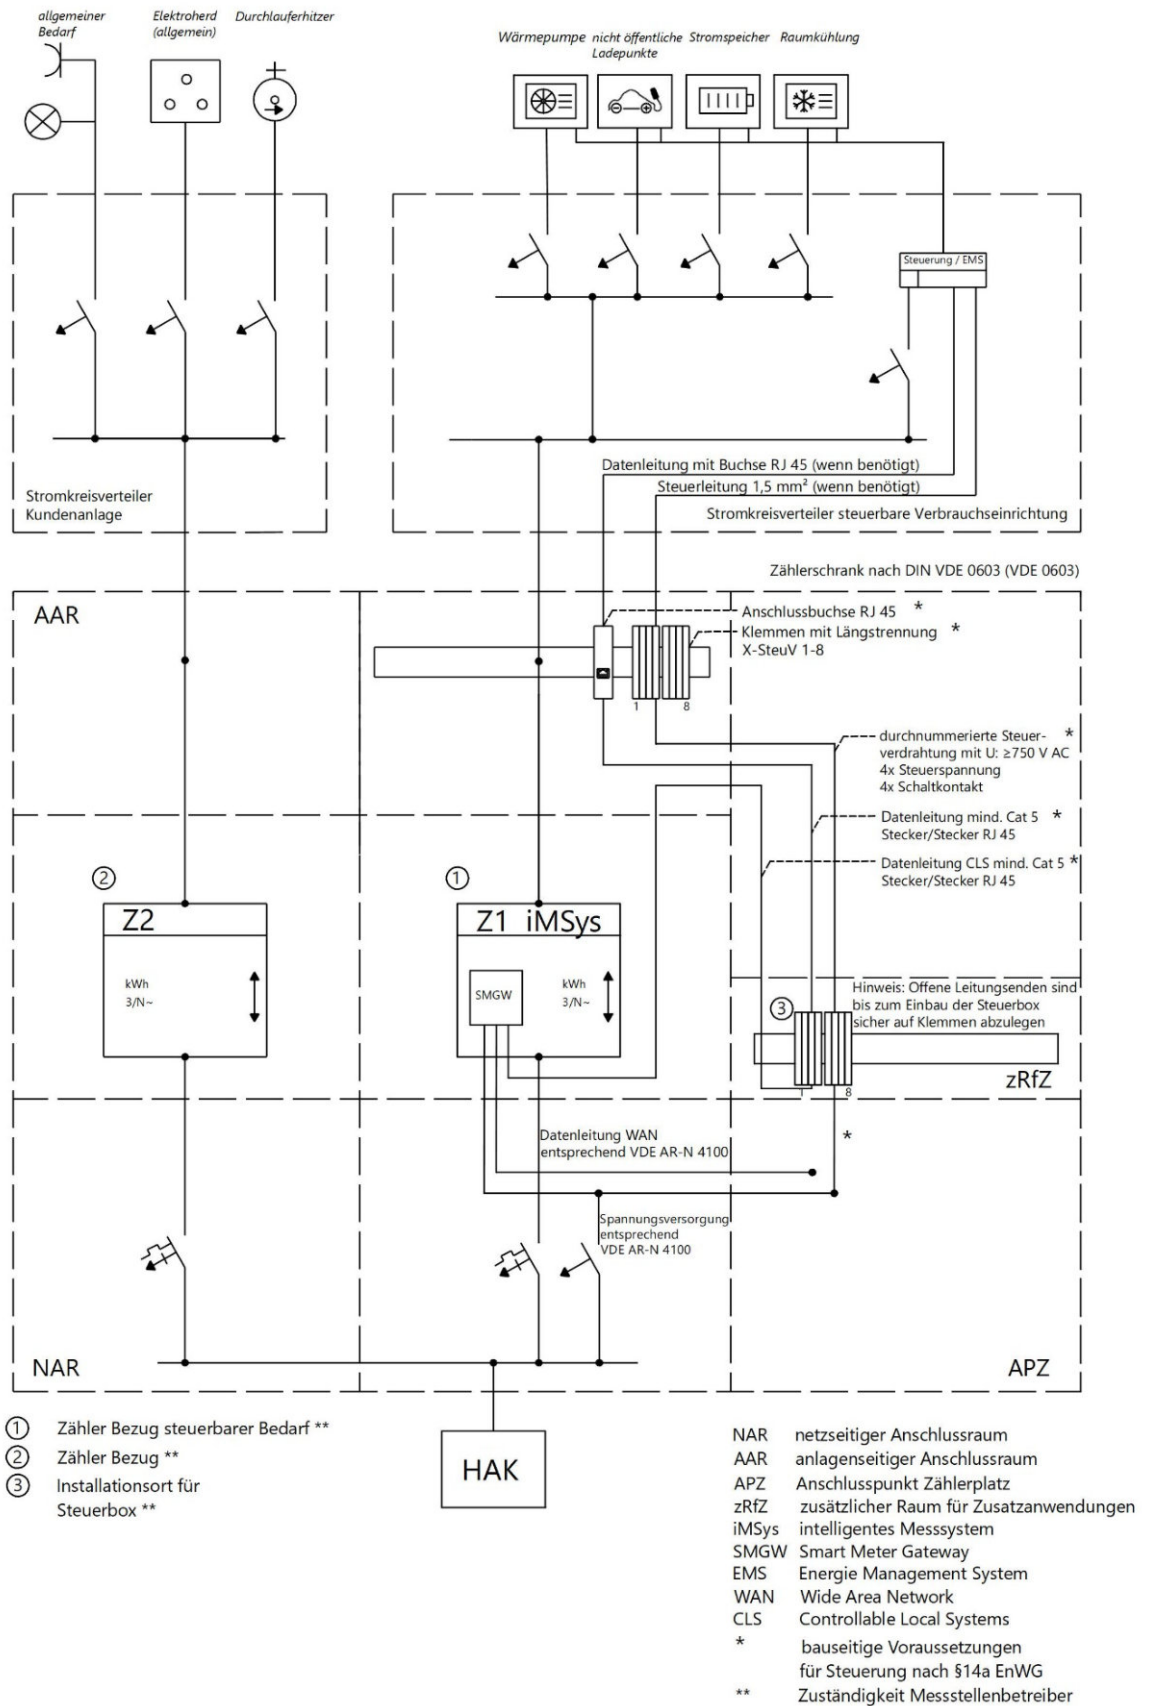 allgemeiner
Bedarf
Elektroherd
(allgemein)
Durchlauferhitzer
Wärmepumpe
nicht öffentliche
Ladepunkte
Stromspeicher
Raumkühlung
Steuerung / EMS
Datenleitung mit Buchse RJ 45 (wenn benötigt)
Steuerleitung 1,5 mm² (wenn benötigt)
Stromkreisverteiler
Kundenanlage
Stromkreisverteiler steuerbare Verbrauchseinrichtung
Zählerschrank nach DIN VDE 0603 (VDE 0603)
AAR
Anschlussbuchse RJ 45 *
Klemmen mit Längstrennung *
X-SteuV 1-8
1 8
durchnummerierte Steuer- *
verdrahtung mit U: ≥750 V AC
4x Steuerspannung
4x Schaltkontakt
Datenleitung mind. Cat 5 *
Stecker/Stecker RJ 45
Datenleitung CLS mind. Cat 5 *
Stecker/Stecker RJ 45
2
Z2
kWh
3/N~
1
Z1 iMSys
SMGW
kWh
3/N~
Hinweis: Offene Leitungsenden sind
bis zum Einbau der Steuerbox
sicher auf Klemmen abzulegen
3
zRfZ
1 8
*
Datenleitung WAN
entsprechend VDE AR-N 4100
Spannungsversorgung
entsprechend
VDE AR-N 4100
NAR
APZ
HAK
1 Zähler Bezug steuerbarer Bedarf **
2 Zähler Bezug **
3 Installationsort für
Steuerbox **
NAR netzseitiger Anschlussraum
AAR anlagenseitiger Anschlussraum
APZ Anschlusspunkt Zählerplatz
zRfZ zusätzlicher Raum für Zusatzanwendungen
iMSys intelligentes Messsystem
SMGW Smart Meter Gateway
EMS Energie Management System
WAN Wide Area Network
CLS Controllable Local Systems
* bauseitige Voraussetzungen
für Steuerung nach §14a EnWG
** Zuständigkeit Messstellenbetreiber